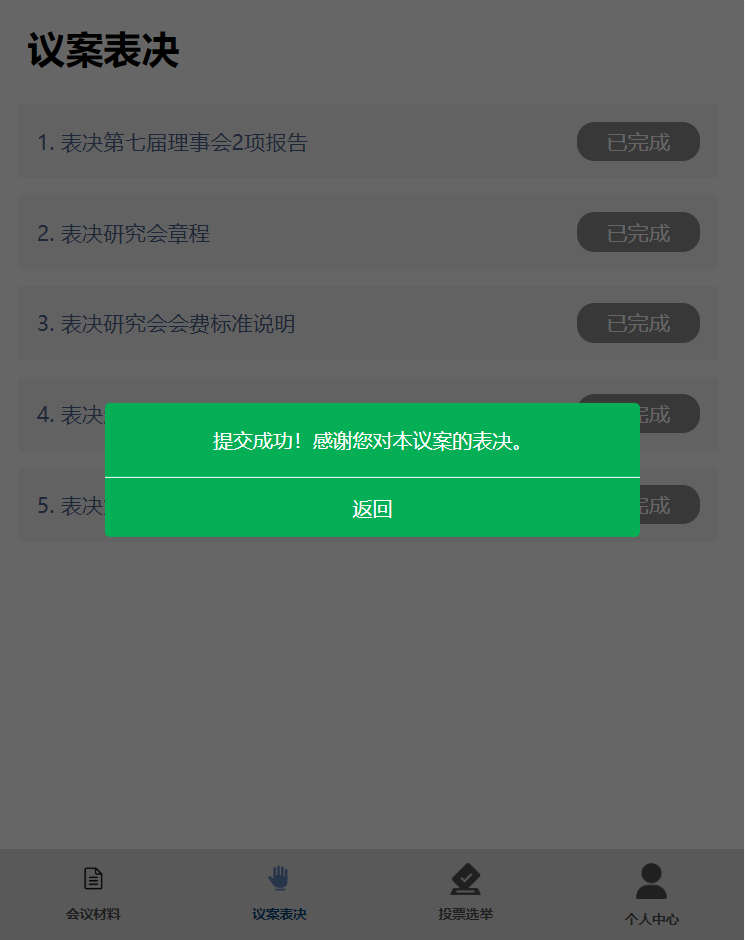 议案表决
1. 表决第七届理事会2项报告
已完成
2. 表决研究会章程
已完成
3. 表决研究会会费标准说明
已完成
4. 表决
完成
提交成功！感谢您对本议案的表决。
5. 表决
完成
返回
会议材料
议案表决
投票选举
个人中心